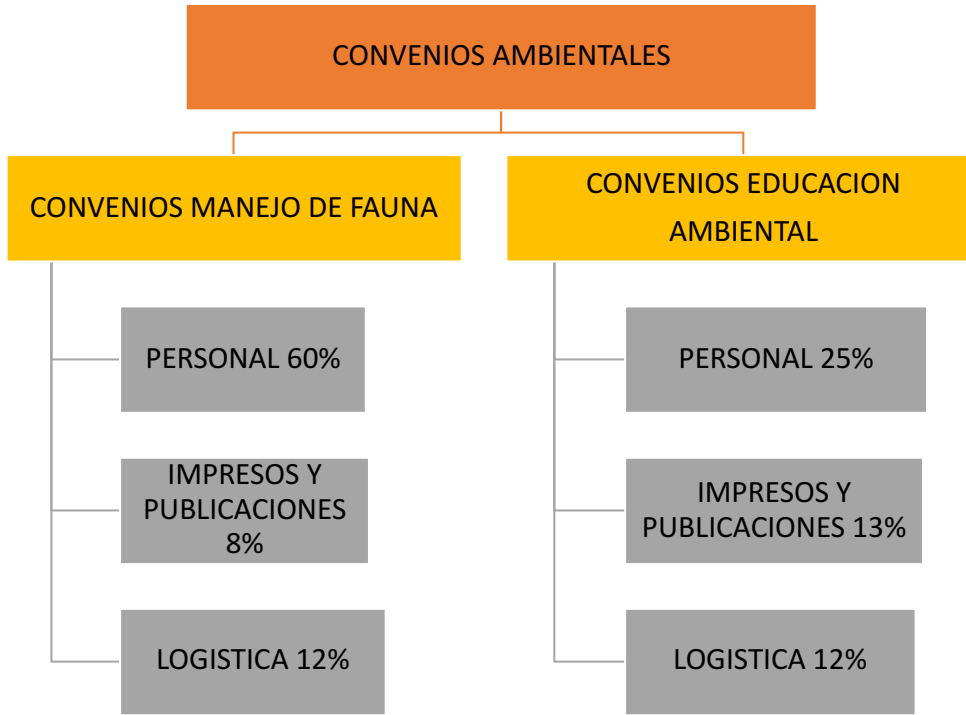 CONVENIOS AMBIENTALES
CONVENIOS MANEJO DE FAUNA
PERSONAL 60%
IMPRESOS Y
PUBLICACIONES
8%
LOGISTICA 12%
CONVENIOS EDUCACION
AMBIENTAL
PERSONAL 25%
IMPRESOS Y
PUBLICACIONES 13%
LOGISTICA 12%